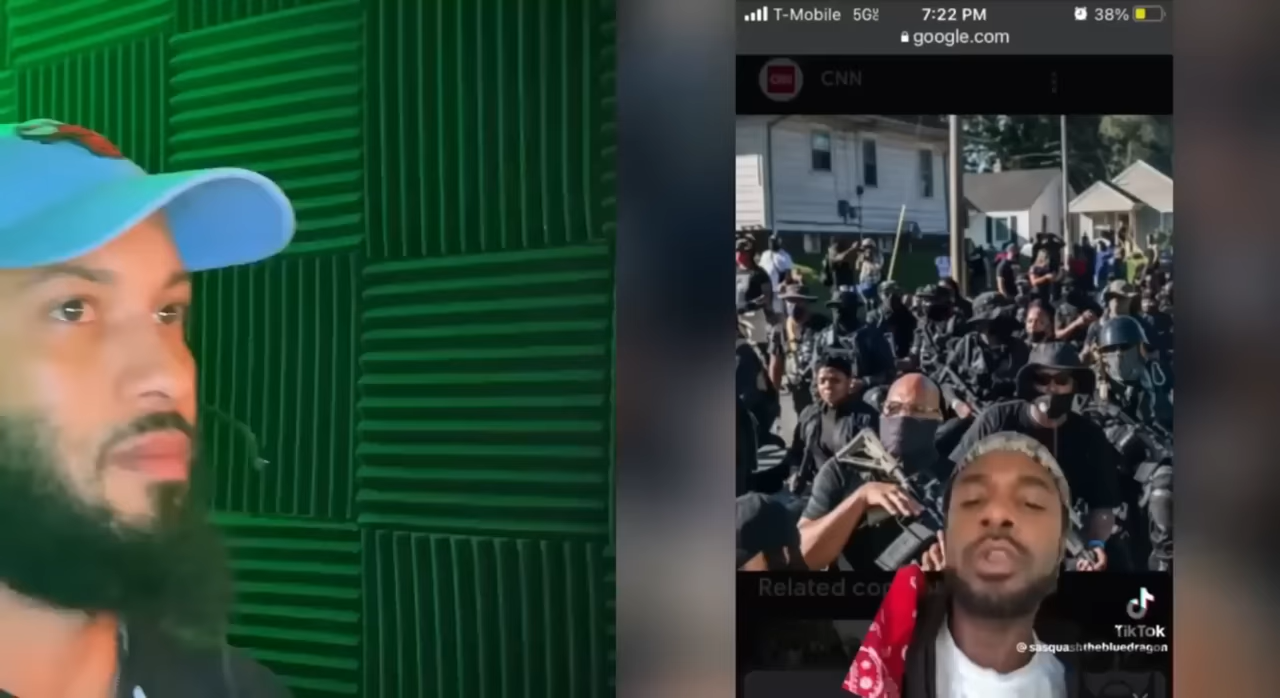 T-Mobile 5G 7:22 PM 38%
google.com
CNN
CNN
Related co
TikTok
@sasquashthebluedragon